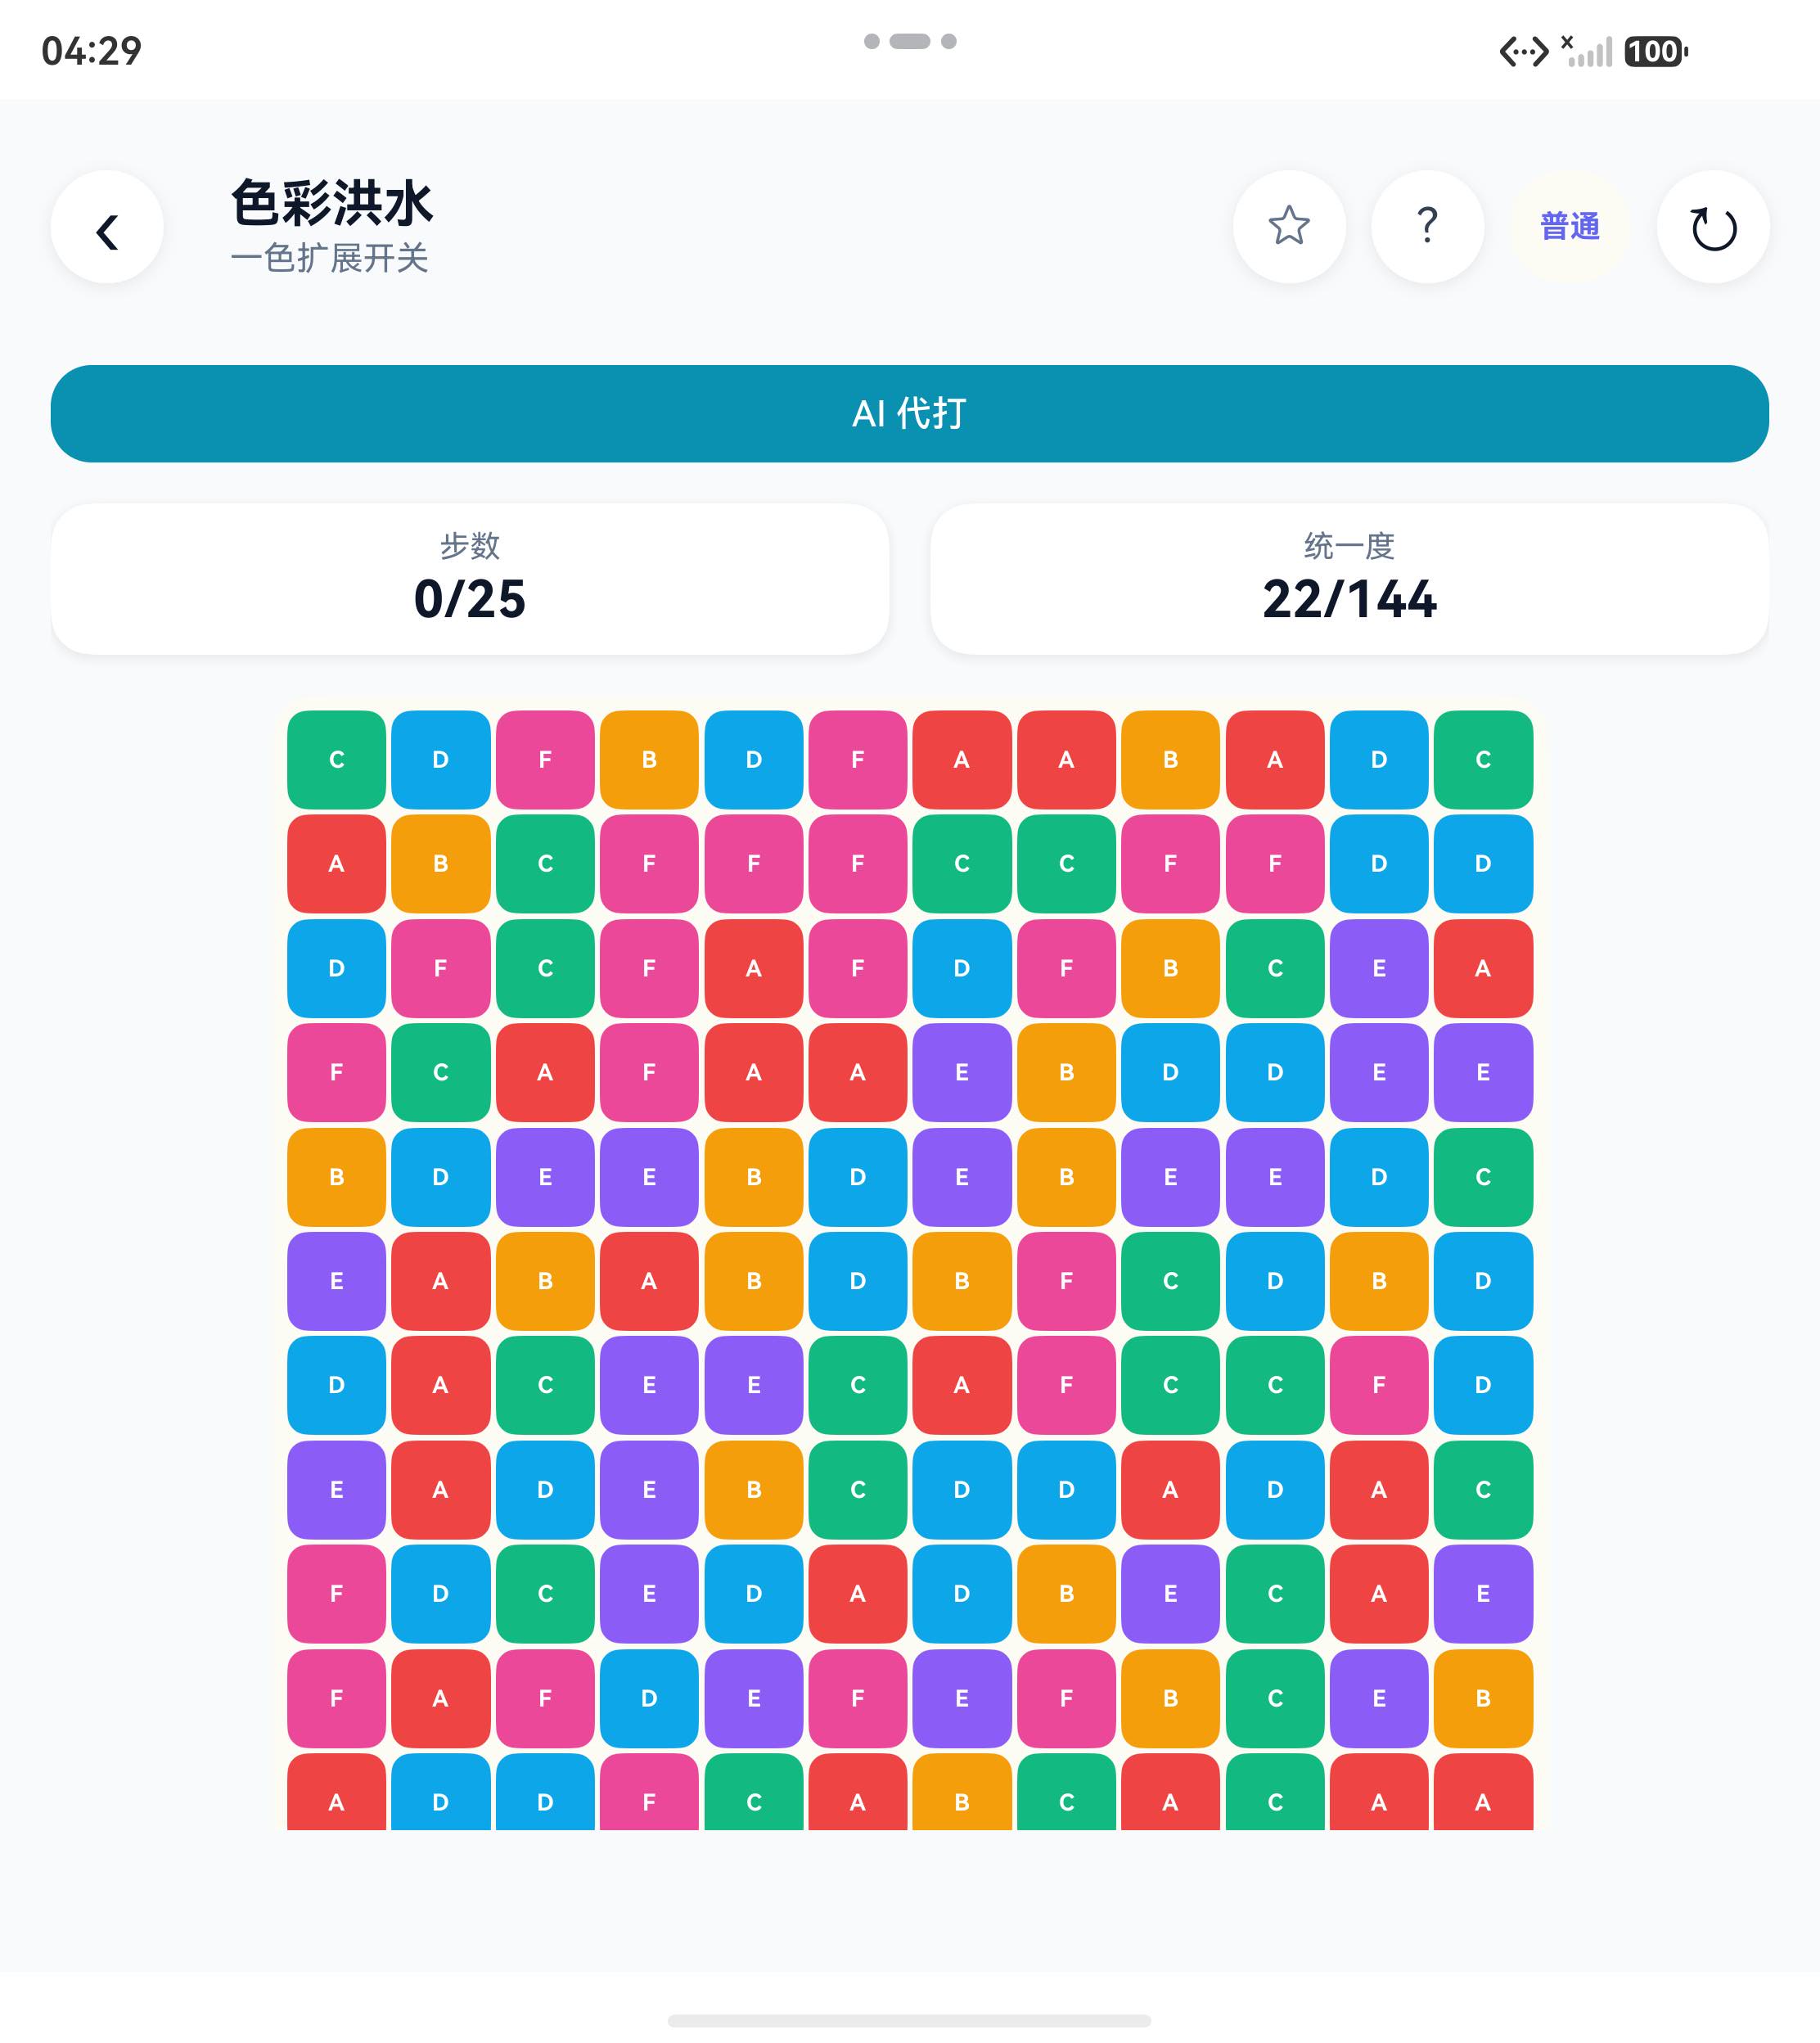 04:29
100
色彩洪水
一色扩展开关
?
普通
AI 代打
步数
0/25
统一度
22/144
C D F B D F A A B A D C
A B C F F F C C F F D D
D F C F A F D F B C E A
F C A F A A E B D D E E
B D E E B D E B E E D C
E A B A B D B F C D B D
D A C E E C A F C C F D
E A D E B C D D A D A C
F D C E D A D B E C A E
F A F D E F E F B C E B
A D D F C A B C A C A A